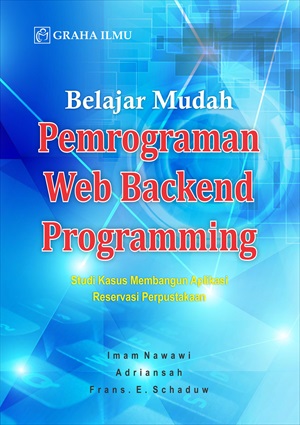 GRAHA ILMU
Belajar Mudah
Pemrograman
Web Backend
Programming
Studi Kasus Membangun Aplikasi
Reservasi Perpustakaan
Imam Nawawi
Adriansah
Frans. E. Schaduw